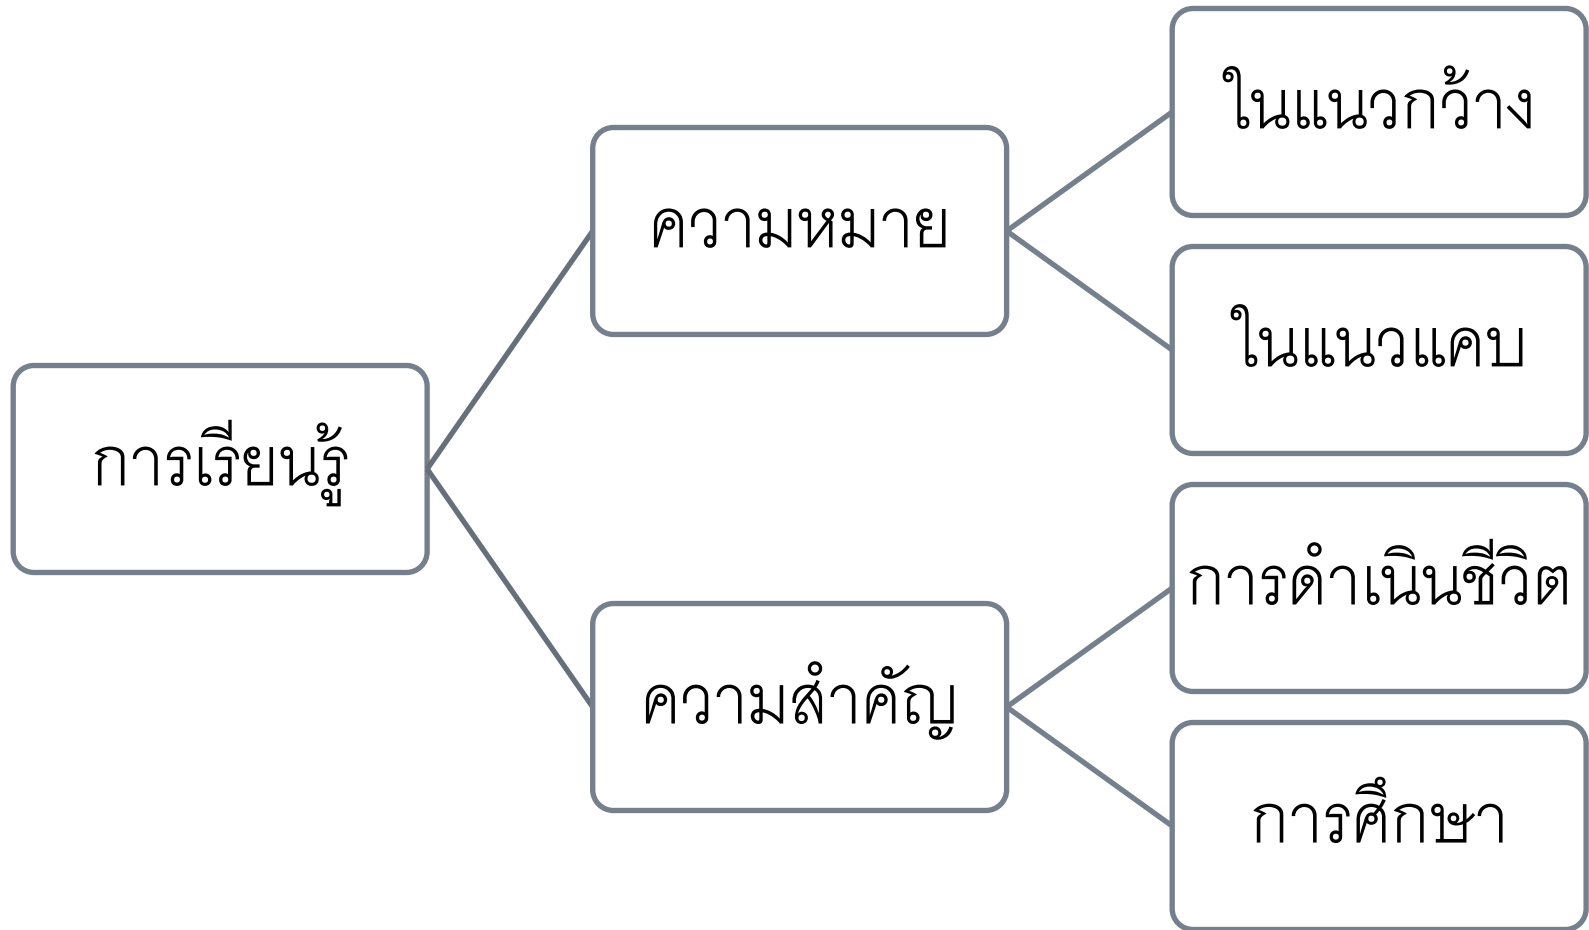 การเรียนรู้
ความหมาย
ในแนวกว้าง
ในแนวแคบ
ความสำคัญ
การดำเนินชีวิต
การศึกษา